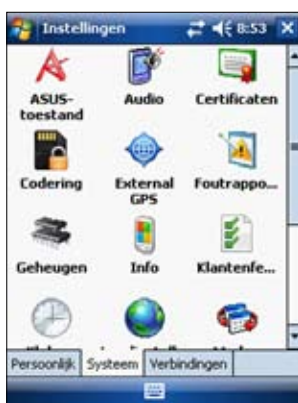 Instellingen 8:53
ASUS-
toestand
Audio
Certificaten
Codering
External
GPS
Foutrappo...
Geheugen
Info
Klantenfe...
Persoonlijk Systeem Verbindingen